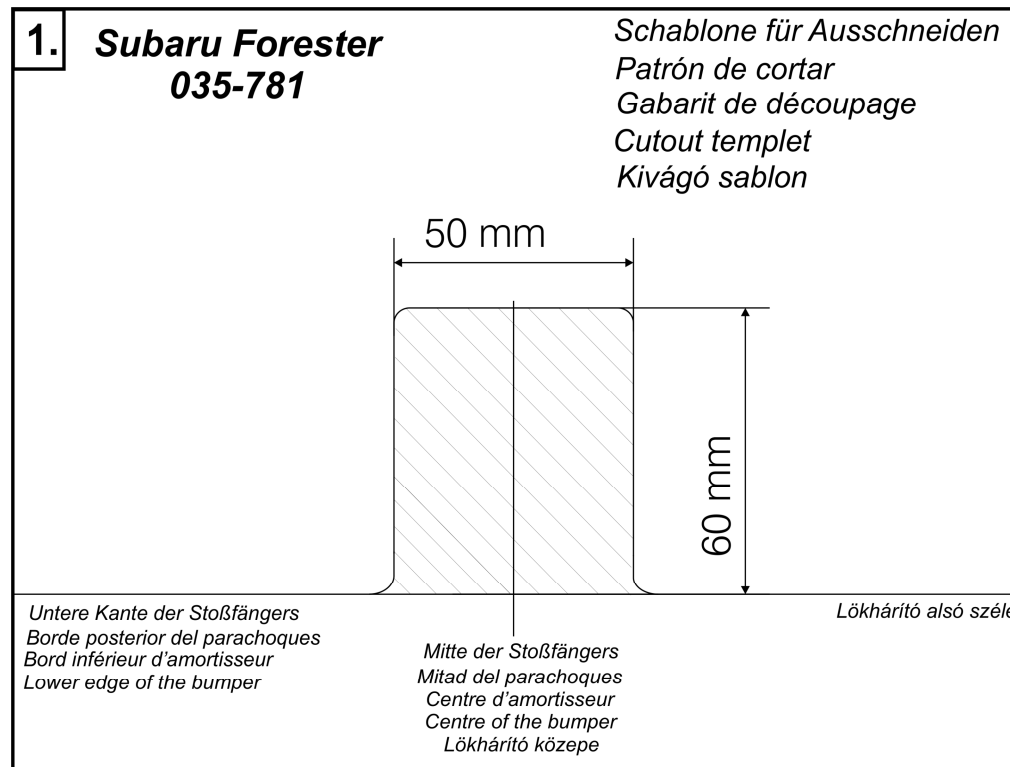 1.
Subaru Forester
035-781
Schablone für Ausschneiden
Patrón de cortar
Gabarit de découpage
Cutout templet
Kivágó sablon
50 mm
60 mm
Untere Kante der Stoßfängers
Borde posterior del parachoques
Bord inférieur d'amortisseur
Lower edge of the bumper
Lökhárító alsó széle
Mitte der Stoßfängers
Mitad del parachoques
Centre d'amortisseur
Centre of the bumper
Lökhárító közepe